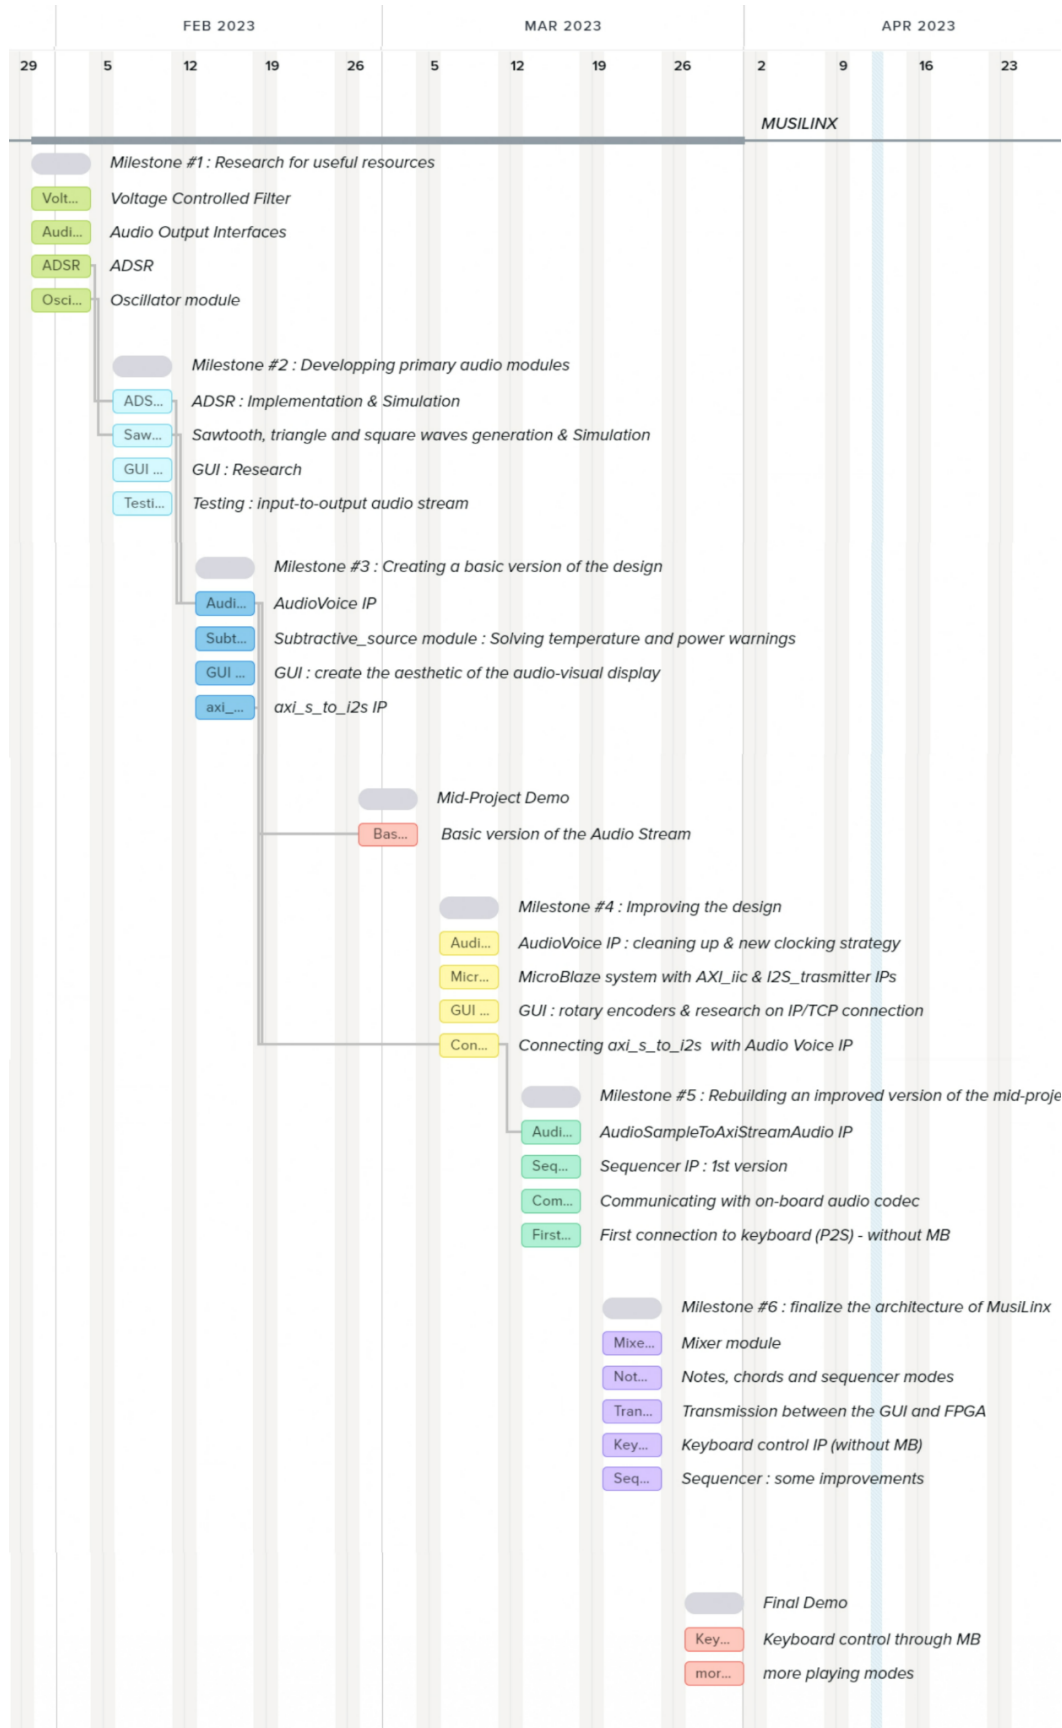 FEB 2023 MAR 2023 APR 2023
29 5 12 19 26 5 12 19 26 2 9 16 23
MUSILINX
Milestone #1 : Research for useful resources
Volt... Voltage Controlled Filter
Audi... Audio Output Interfaces
ADSR ADSR
Osci... Oscillator module
Milestone #2 : Developping primary audio modules
ADS... ADSR : Implementation & Simulation
Saw... Sawtooth, triangle and square waves generation & Simulation
GUI ... GUI : Research
Testi... Testing : input-to-output audio stream
Milestone #3 : Creating a basic version of the design
Audi... AudioVoice IP
Subt... Subtractive_source module : Solving temperature and power warnings
GUI ... GUI : create the aesthetic of the audio-visual display
axi_... axi_s_to_i2s IP
Mid-Project Demo
Bas... Basic version of the Audio Stream
Milestone #4 : Improving the design
Audi... AudioVoice IP : cleaning up & new clocking strategy
Micr... MicroBlaze system with AXI_iic & I2S_trasmitter IPs
GUI ... GUI : rotary encoders & research on IP/TCP connection
Con... Connecting axi_s_to_i2s with Audio Voice IP
Milestone #5 : Rebuilding an improved version of the mid-proje
Audi... AudioSampleToAxiStreamAudio IP
Seq... Sequencer IP : 1st version
Com... Communicating with on-board audio codec
First... First connection to keyboard (P2S) - without MB
Milestone #6 : finalize the architecture of MusiLinx
Mixe... Mixer module
Not... Notes, chords and sequencer modes
Tran... Transmission between the GUI and FPGA
Key... Keyboard control IP (without MB)
Seq... Sequencer : some improvements
Final Demo
Key... Keyboard control through MB
mor... more playing modes